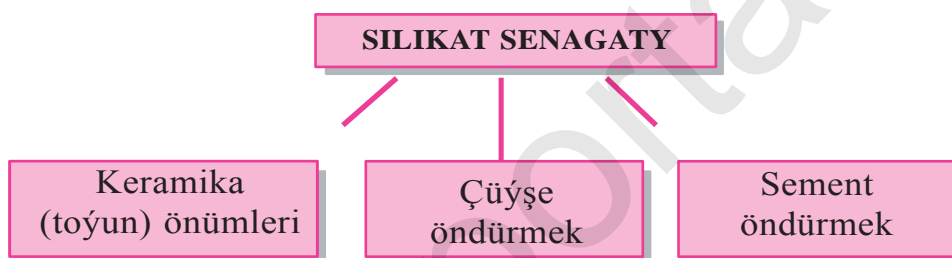 SILIKAT SENAGATY
Keramika
(toýun) önümleri
Çüýşe
öndürmek
Sement
öndürmek